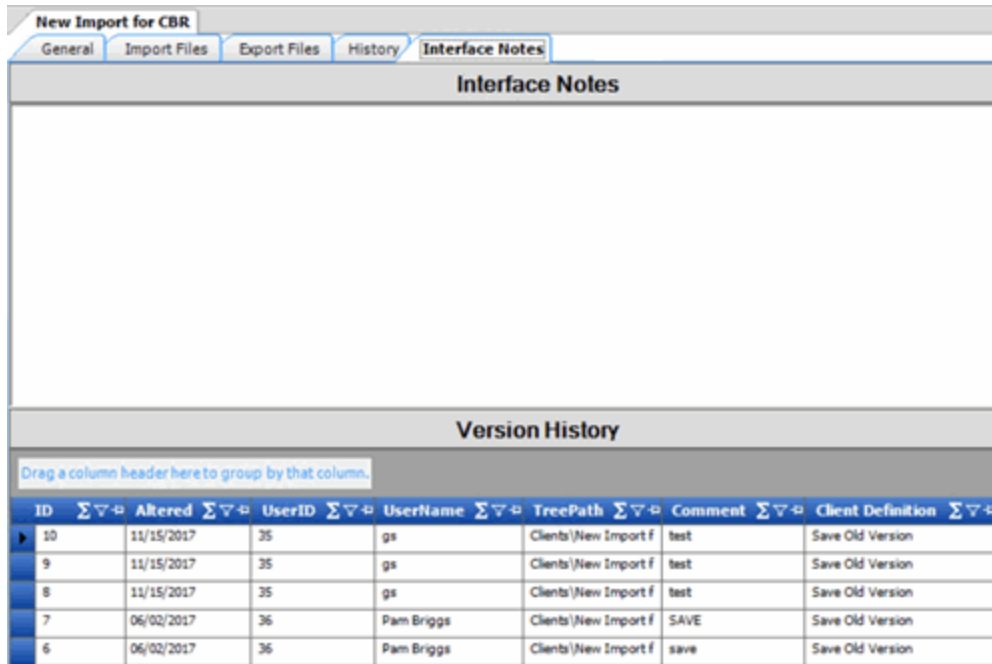 New Import for CBR
General Import Files Export Files History Interface Notes
Interface Notes
Version History
Drag a column header here to group by that column.
ID Σ Altered Σ UserID Σ UserName Σ TreePath Σ Comment Σ Client Definition Σ
10 11/15/2017 35 gs Clients\New Import f test Save Old Version
9 11/15/2017 35 gs Clients\New Import f test Save Old Version
8 11/15/2017 35 gs Clients\New Import f test Save Old Version
7 06/02/2017 36 Pam Briggs Clients\New Import f SAVE Save Old Version
6 06/02/2017 36 Pam Briggs Clients\New Import f save Save Old Version